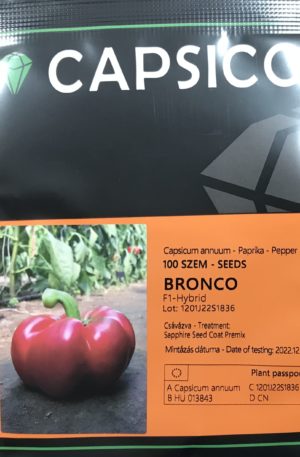 CAPSICO
Capsicum annuum - Paprika - Pepper
100 SZEM - SEEDS
BRONCO
F1-Hybrid
Lot: 1201J22S1836
Csávázva - Treatment:
Sapphire Seed Coat Premix
Mintázás dátuma - Date of testing: 2022.12
Plant passpo
A Capsicum annuum C 1201J22S1836
B HU 013843 D CN